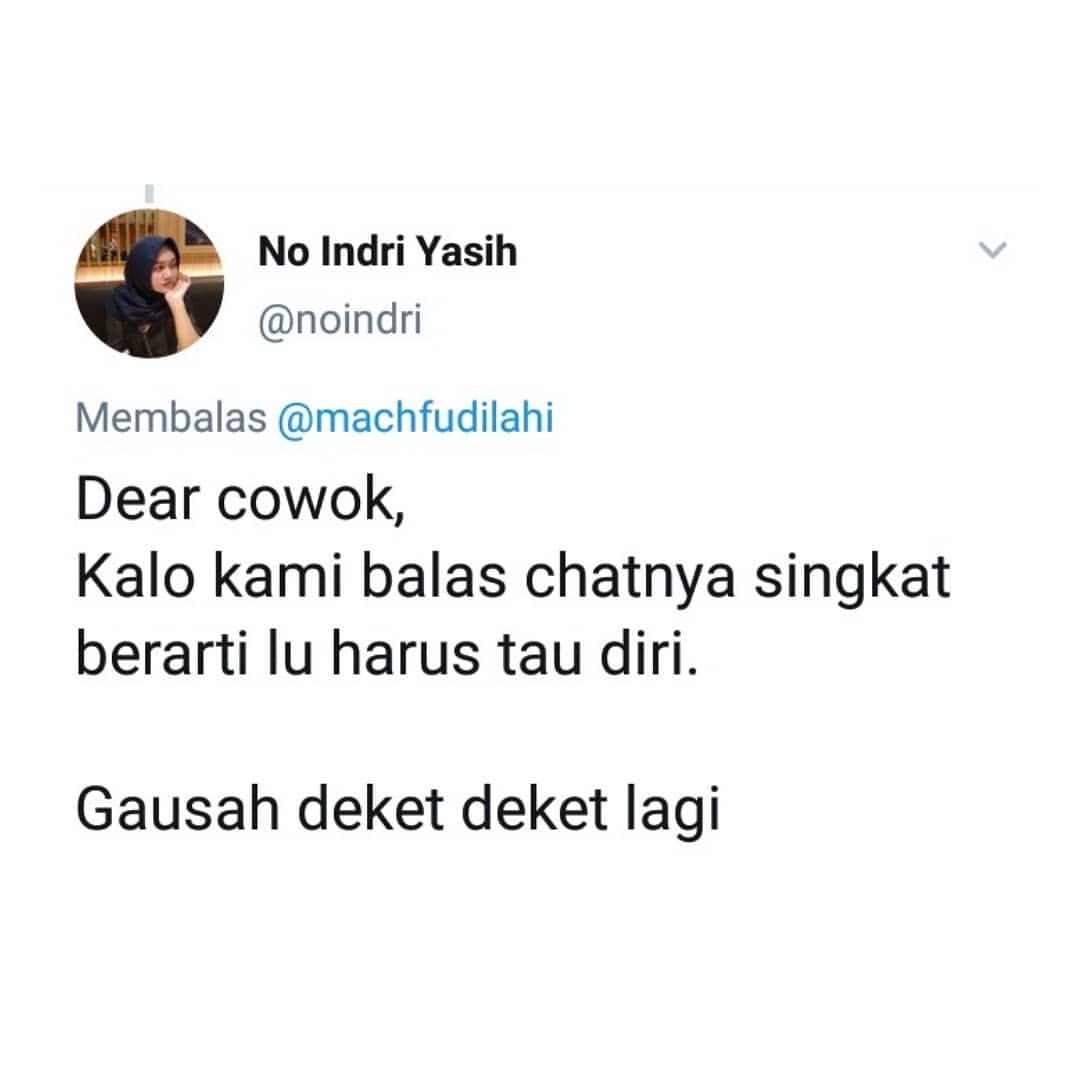 No Indri Yasih
@noindri
Membalas @machfudilahi
Dear cowok,
Kalo kami balas chatnya singkat
berarti lu harus tau diri.
Gausah deket deket lagi